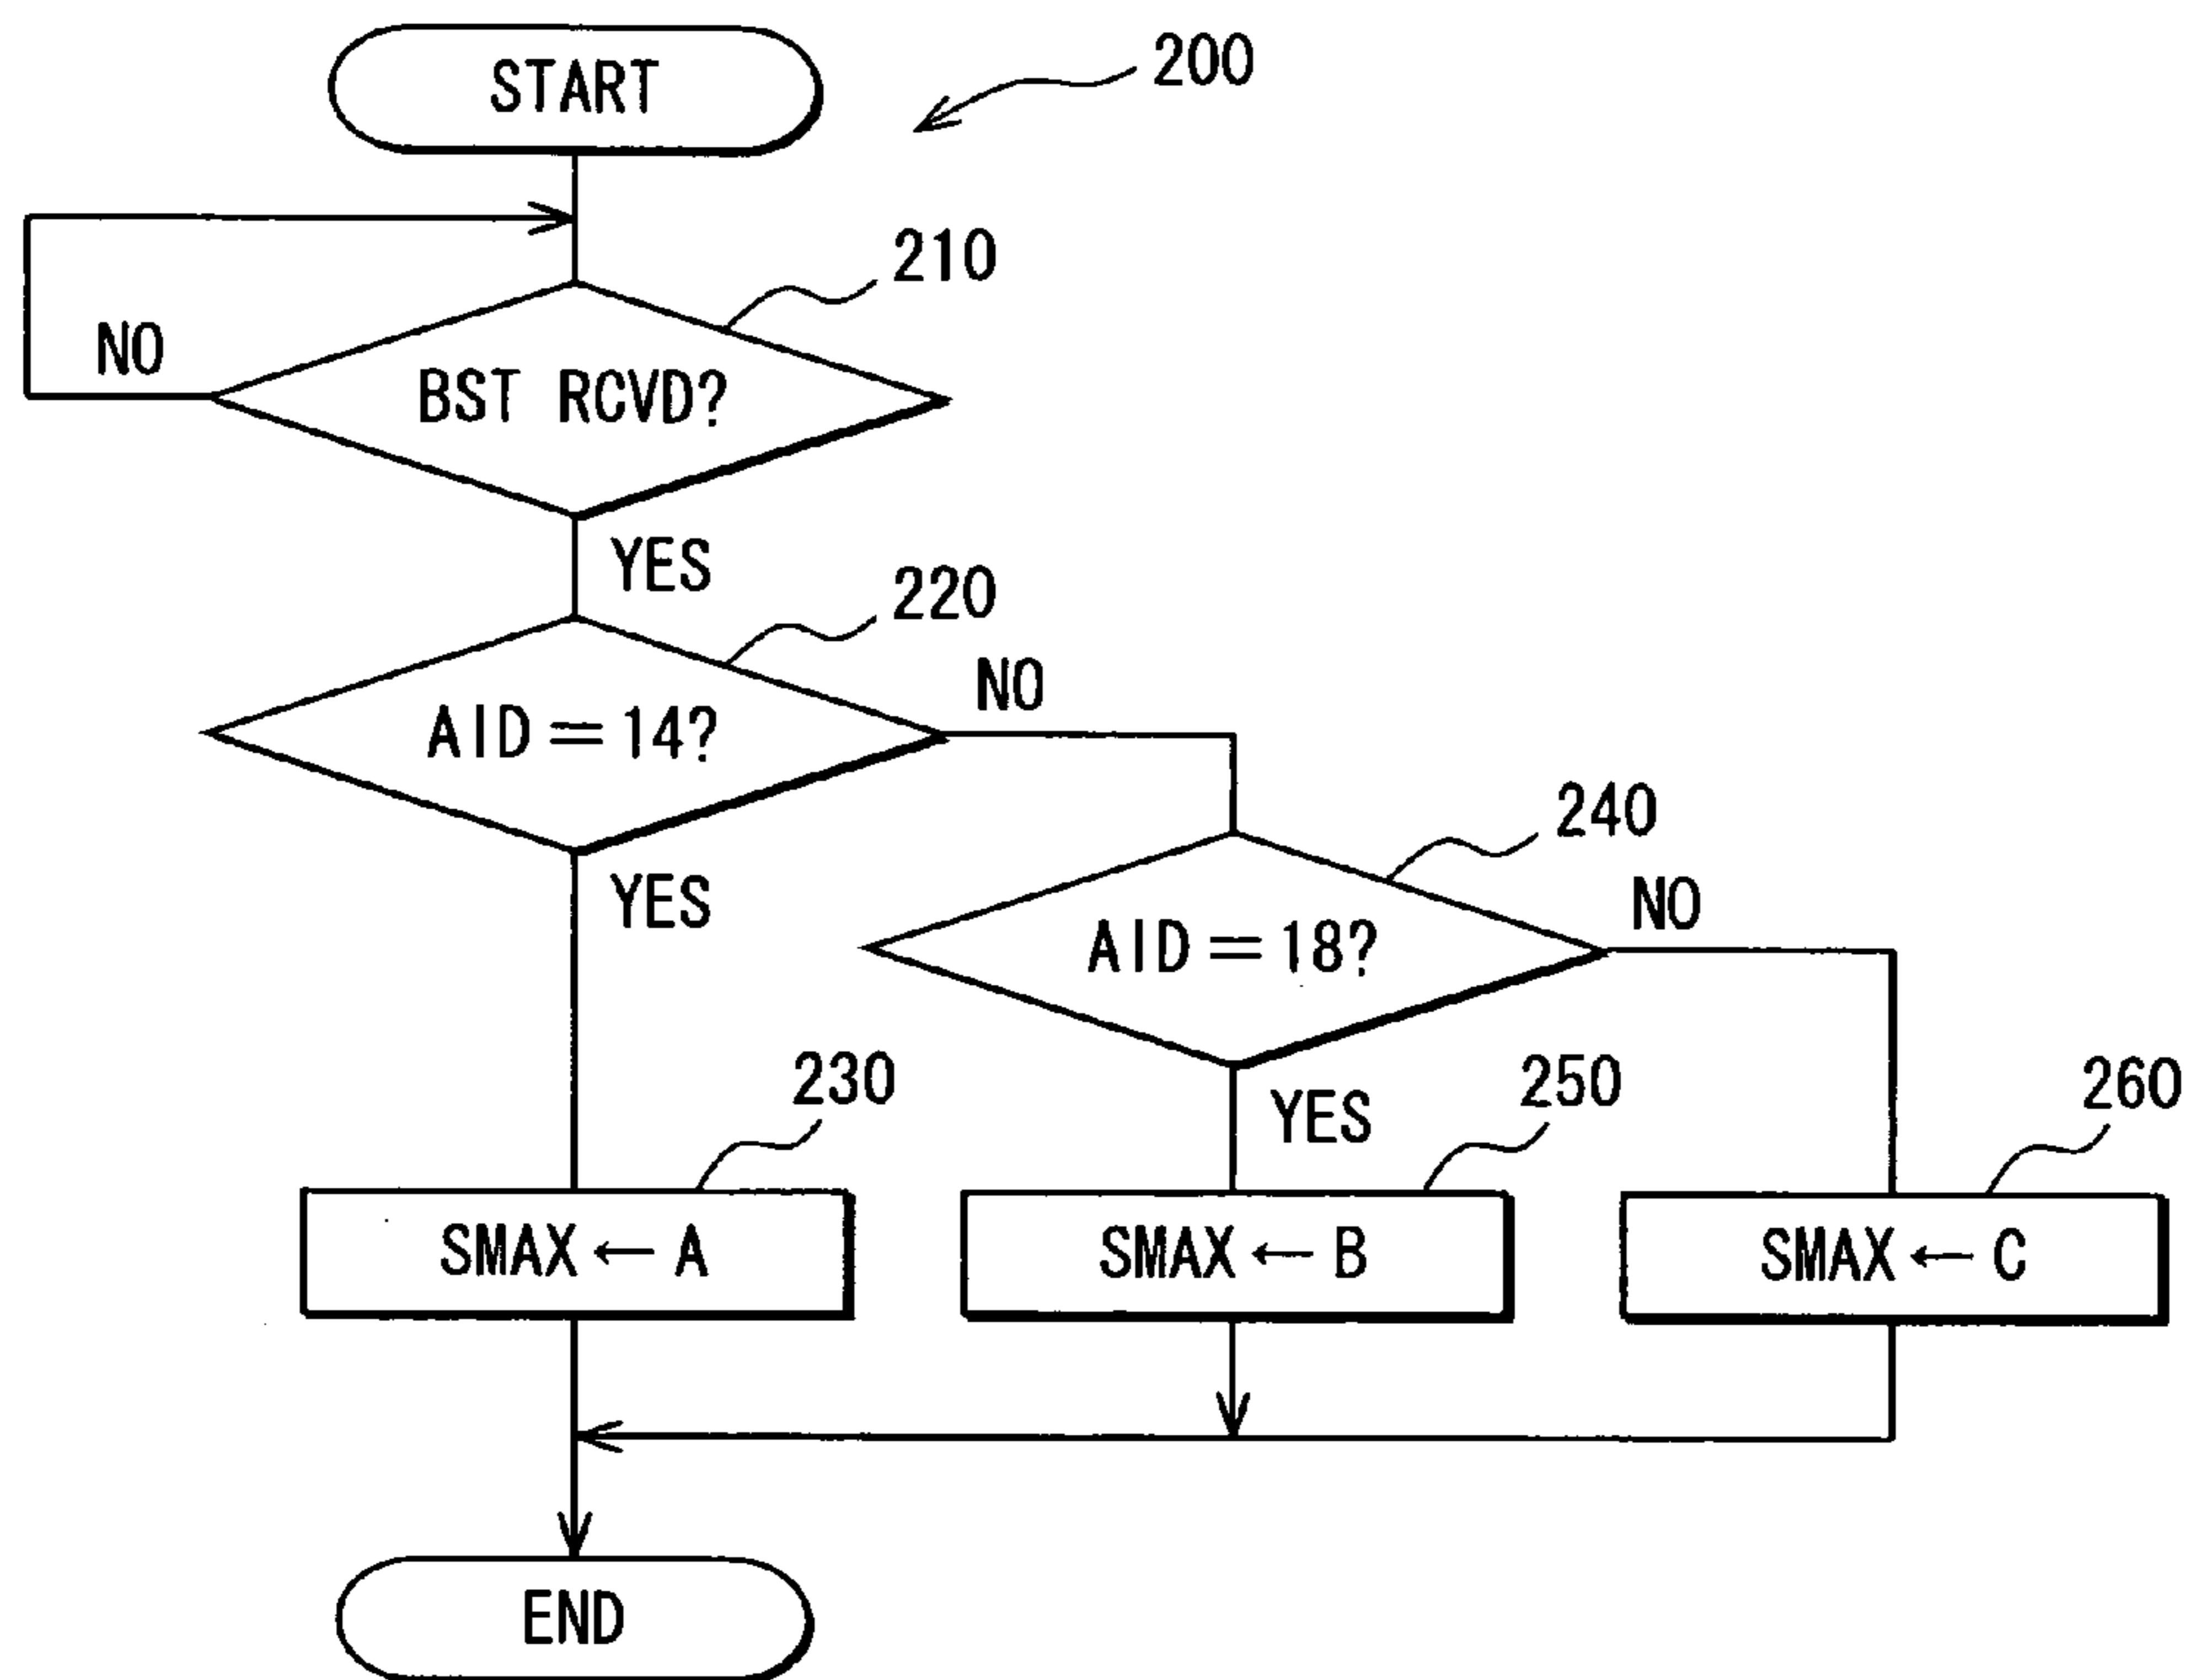 START
200
210
NO
BST RCVD?
YES
220
AID=14?
NO
YES
240
AID=18?
NO
YES
230
SMAX←A
250
SMAX←B
260
SMAX←C
END